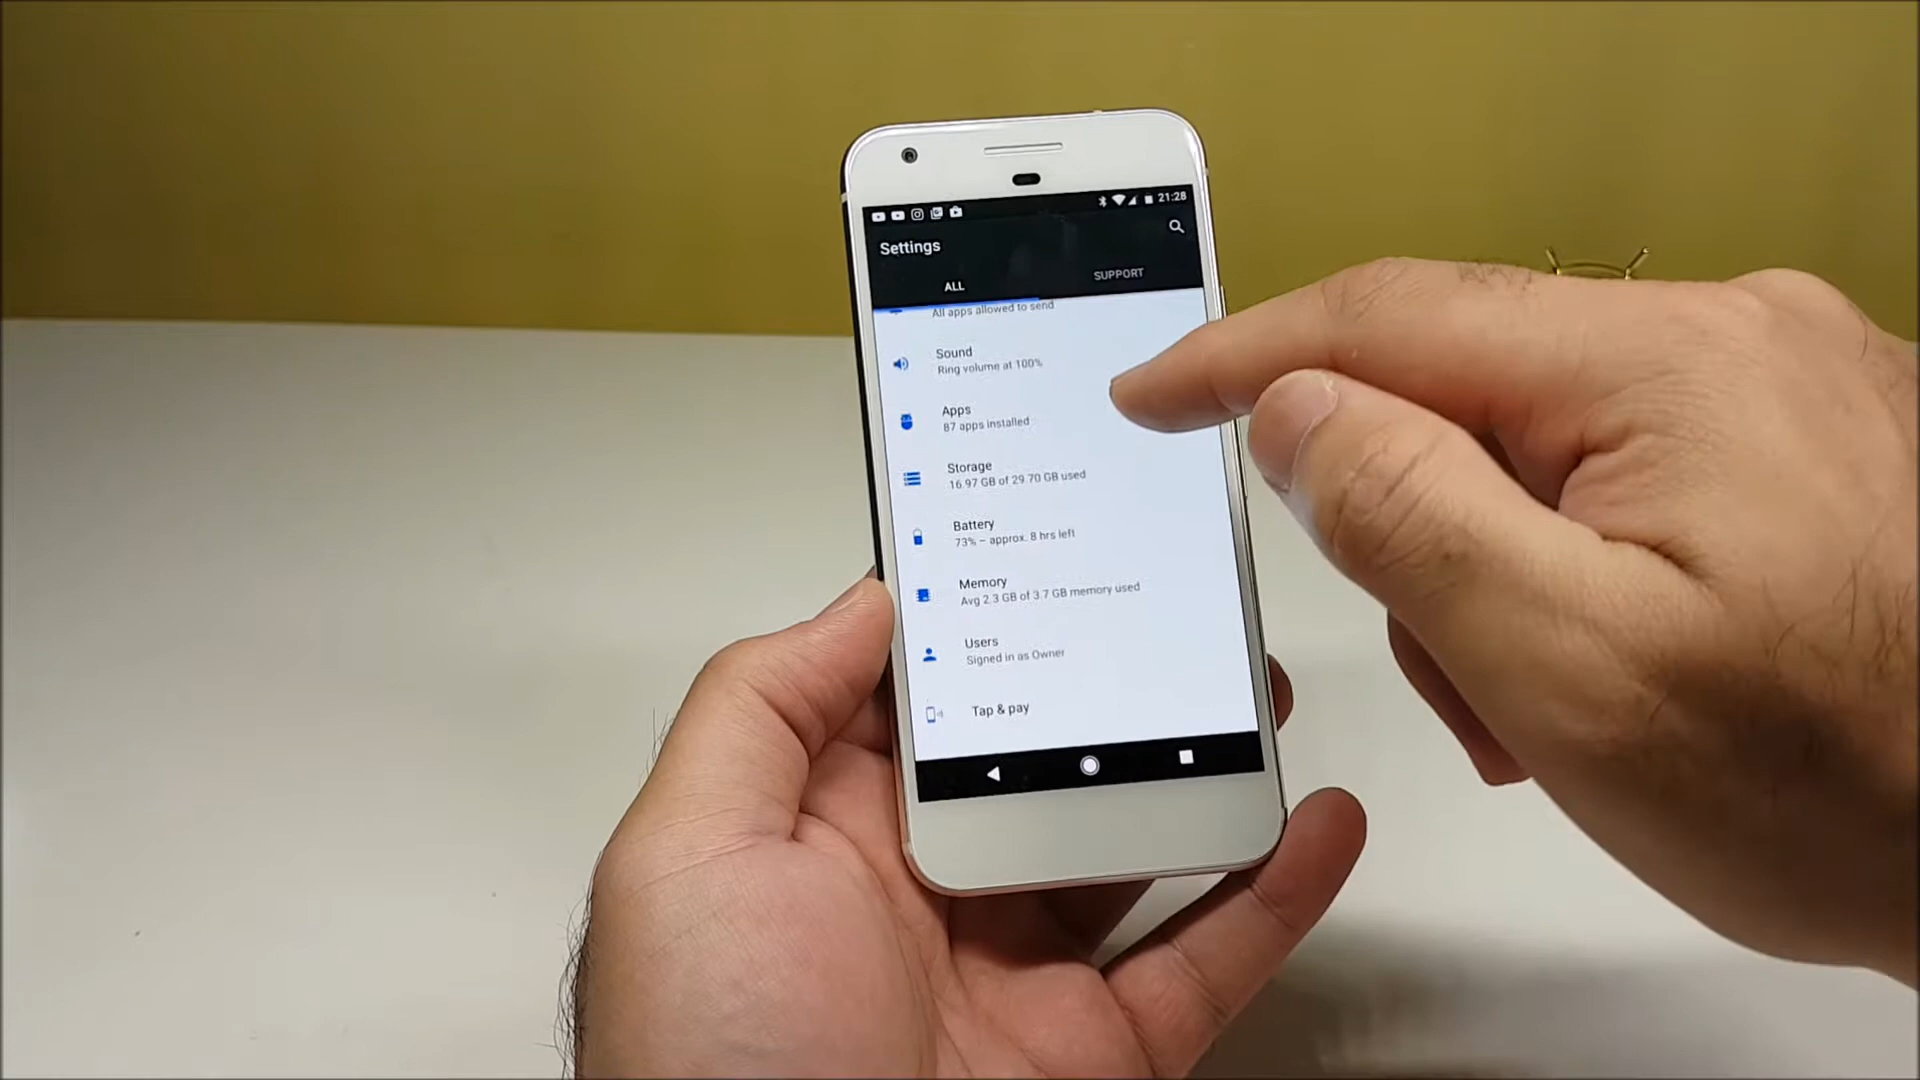 21:28
Settings
ALL
SUPPORT
All apps allowed to send
Sound
Ring volume at 100%
Apps
87 apps installed
Storage
16.97 GB of 29.70 GB used
Battery
73% – approx. 8 hrs left
Memory
Avg 2.3 GB of 3.7 GB memory used
Users
Signed in as Owner
Tap & pay